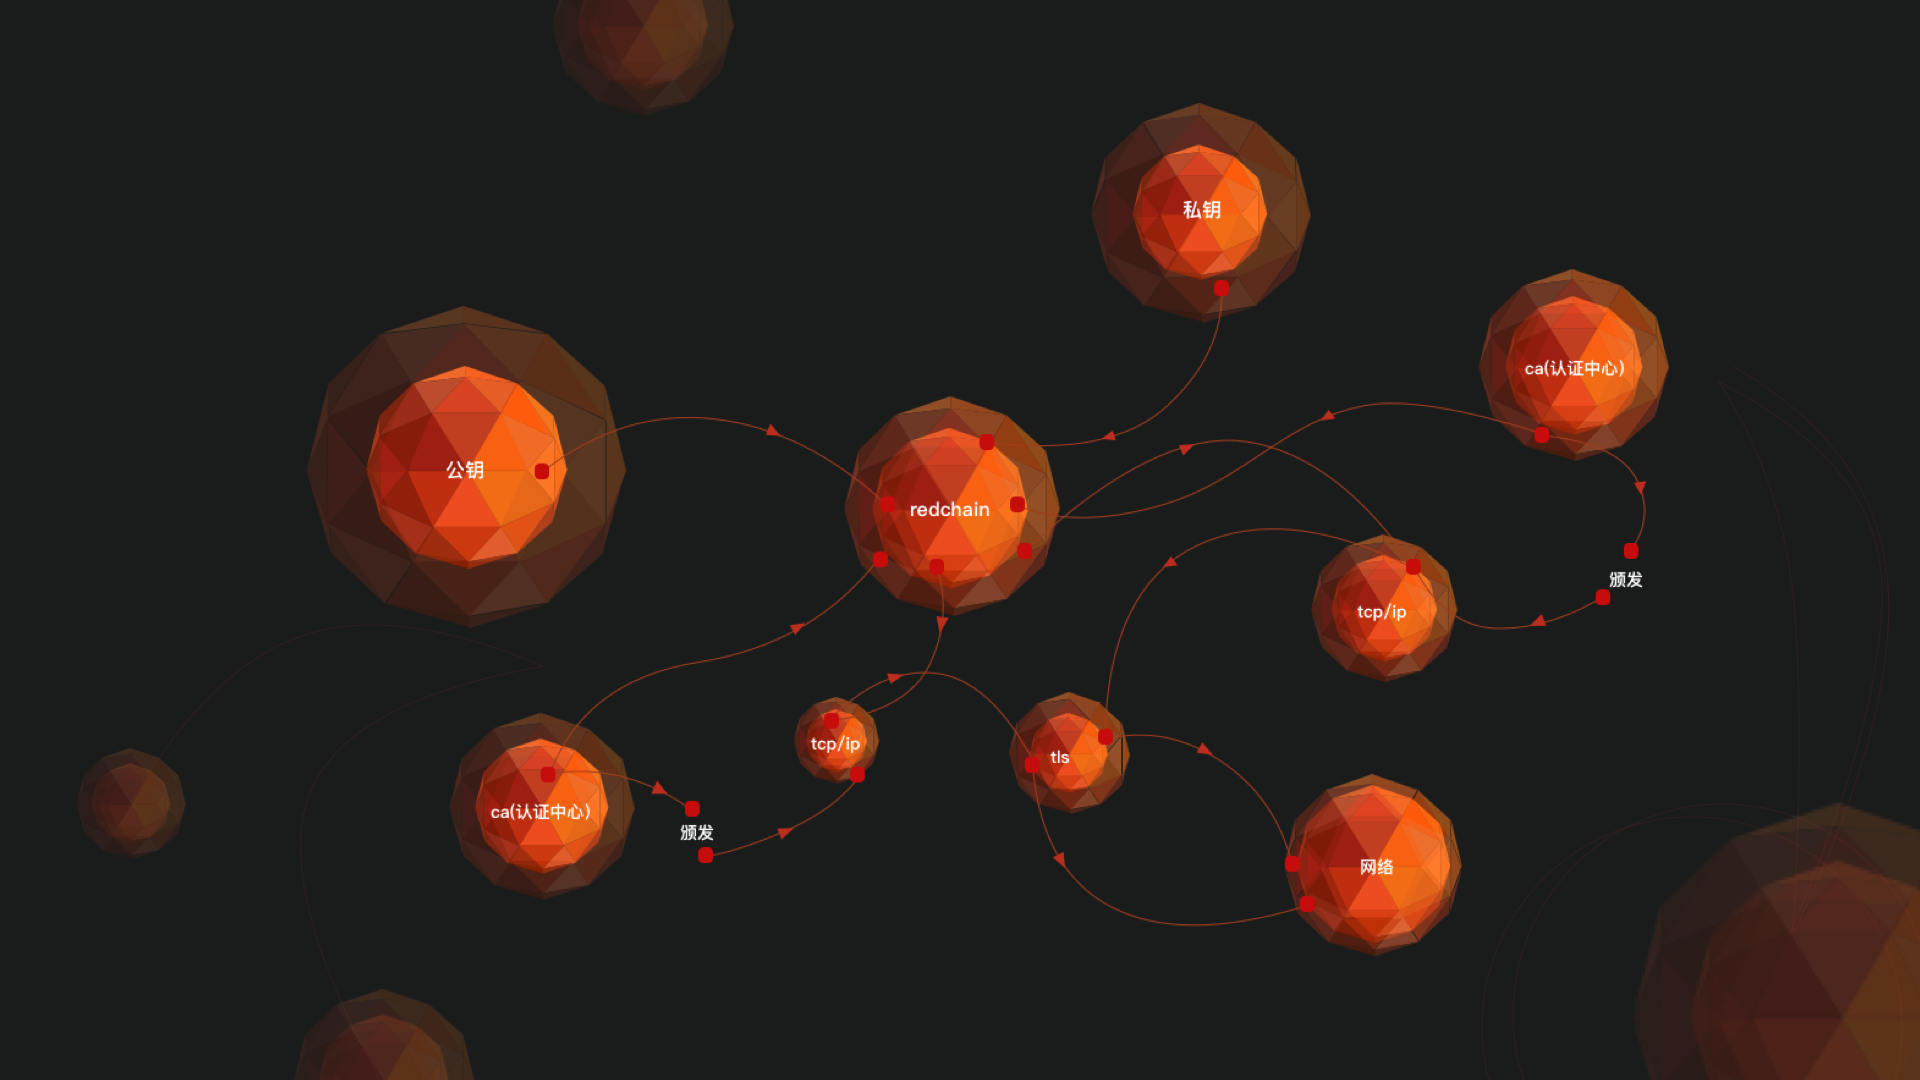 私钥
ca(认证中心)
公钥
redchain
颁发
tcp/ip
tcp/ip
tls
ca(认证中心)
颁发
网络